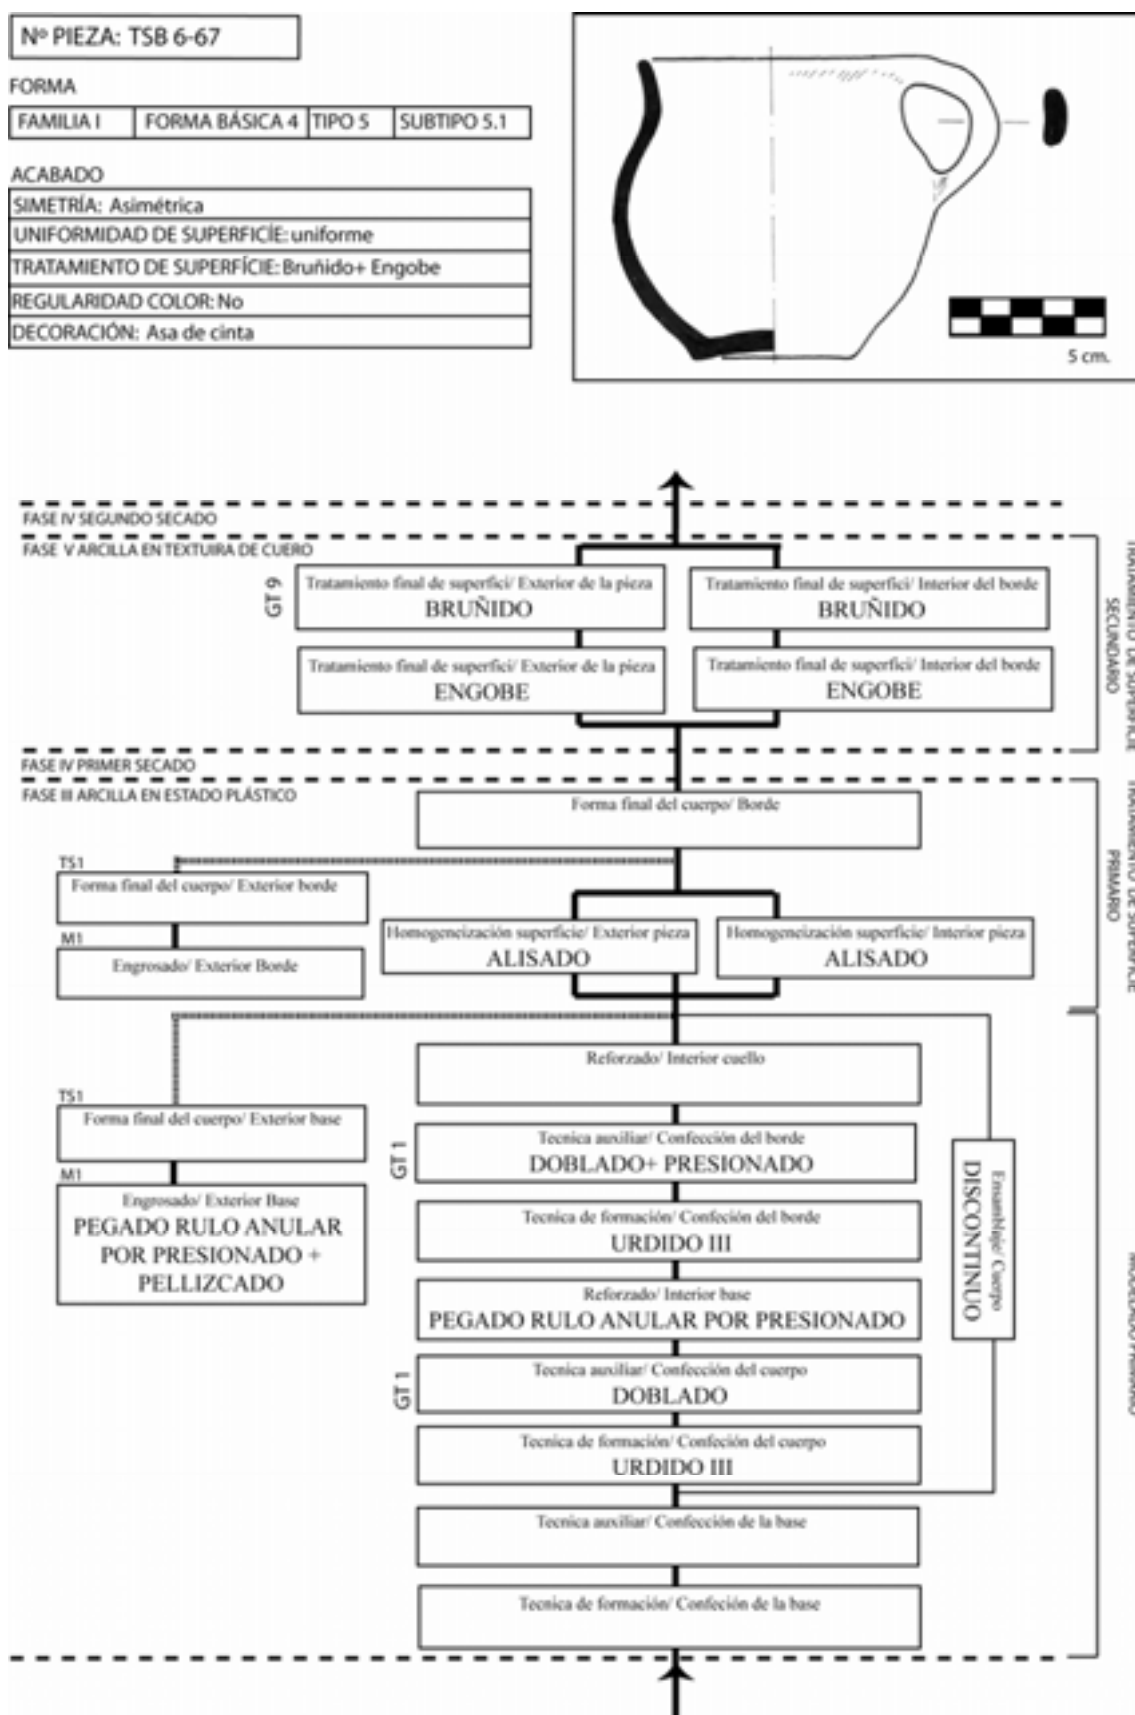 Nº PIEZA: TSB 6-67
FORMA
FAMILIA I FORMA BÁSICA 4 TIPO 5 SUBTIPO 5.1
ACABADO
SIMETRÍA: Asimétrica
UNIFORMIDAD DE SUPERFICÍE: uniforme
TRATAMIENTO DE SUPERFÍCIE: Bruñido+ Engobe
REGULARIDAD COLOR: No
DECORACIÓN: Asa de cinta
5 cm.
FASE IV SEGUNDO SECADO
FASE V ARCILLA EN TEXTUIRA DE CUERO
GT 9
Tratamiento final de superfici/ Exterior de la pieza
BRUÑIDO
Tratamiento final de superfici/ Interior del borde
BRUÑIDO
Tratamiento final de superfici/ Exterior de la pieza
ENGOBE
Tratamiento final de superfici/ Interior del borde
ENGOBE
TRATAMIENTO DE SUPERFICIE
SECUNDARIO
FASE IV PRIMER SECADO
FASE III ARCILLA EN ESTADO PLÁSTICO
Forma final del cuerpo/ Borde
TS1
Forma final del cuerpo/ Exterior borde
M1
Engrosado/ Exterior Borde
Homogeneización superficie/ Exterior pieza
ALISADO
Homogeneización superficie/ Interior pieza
ALISADO
TRATAMIENTO DE SUPERFICIE
PRIMARIO
Reforzado/ Interior cuello
TS1
Forma final del cuerpo/ Exterior base
M1
Engrosado/ Exterior Base
PEGADO RULO ANULAR
POR PRESIONADO +
PELLIZCADO
GT 1
Tecnica auxiliar/ Confección del borde
DOBLADO+ PRESIONADO
Tecnica de formación/ Confeción del borde
URDIDO III
Reforzado/ Interior base
PEGADO RULO ANULAR POR PRESIONADO
GT 1
Tecnica auxiliar/ Confección del cuerpo
DOBLADO
Tecnica de formación/ Confeción del cuerpo
URDIDO III
Ensamblaje/ Cuerpo
DISCONTINUO
Tecnica auxiliar/ Confección de la base
Tecnica de formación/ Confeción de la base